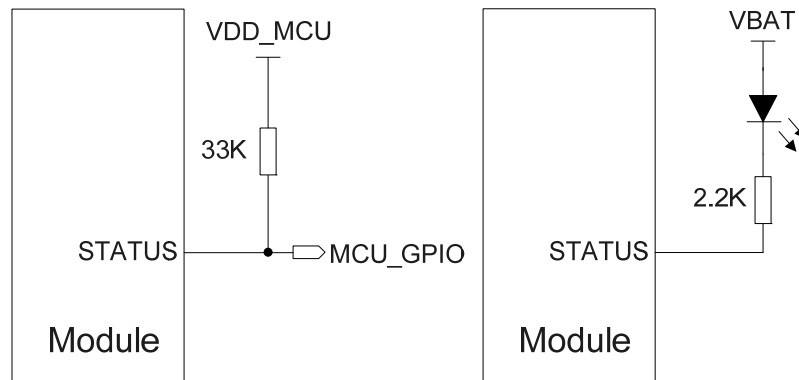 VDD_MCU
33K
STATUS
MCU_GPIO
Module
VBAT
2.2K
STATUS
Module